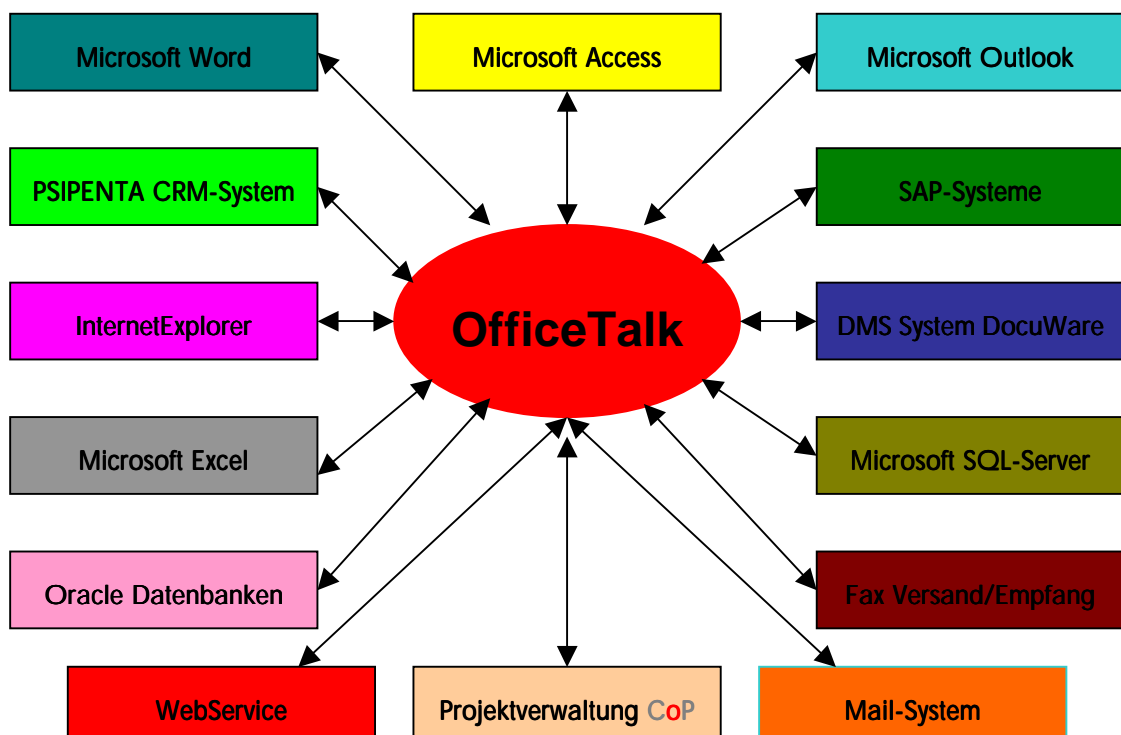 Microsoft Word
Microsoft Access
Microsoft Outlook
PSIPENTA CRM-System
SAP-Systeme
InternetExplorer
OfficeTalk
DMS System DocuWare
Microsoft Excel
Microsoft SQL-Server
Oracle Datenbanken
Fax Versand/Empfang
WebService
Projektverwaltung CoP
Mail-System